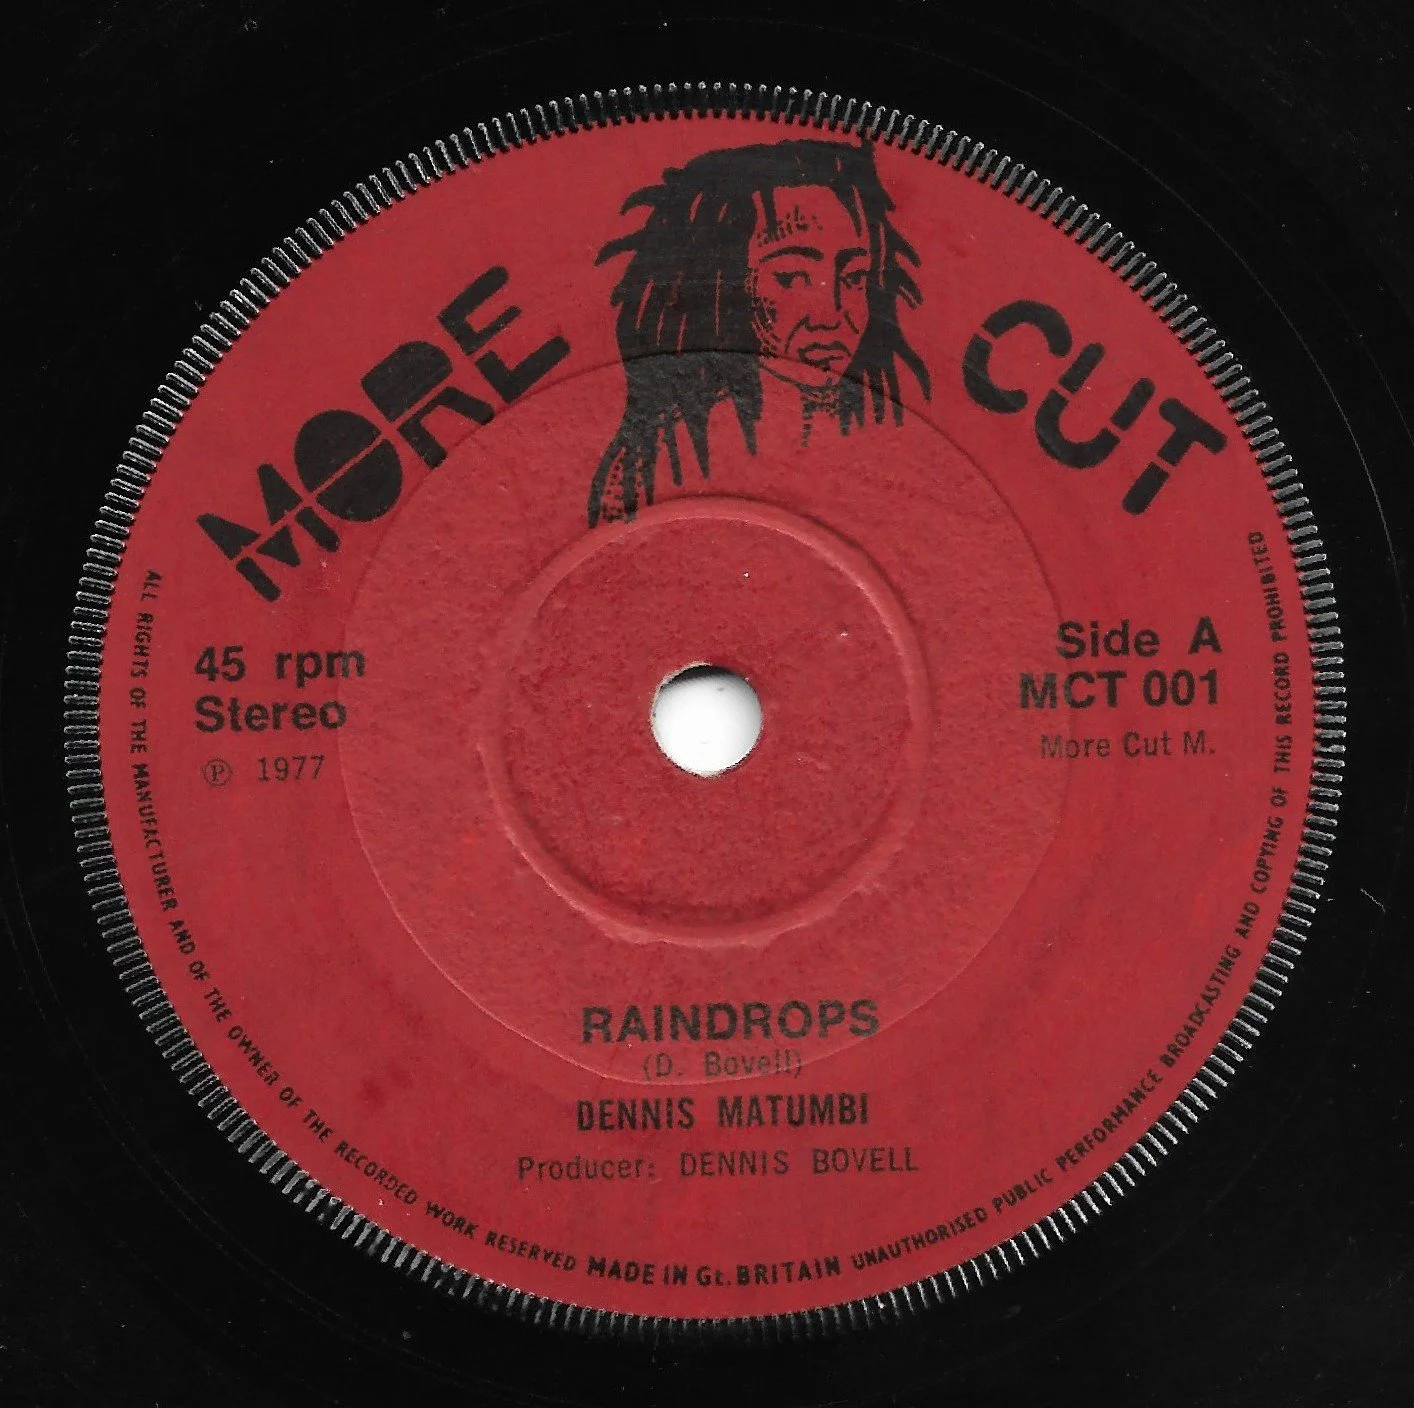 MORE CUT
45 rpm
Stereo
Ⓟ 1977
Side A
MCT 001
More Cut M.
RAINDROPS
(D. Bovell)
DENNIS MATUMBI
Producer: DENNIS BOVELL
ALL RIGHTS OF THE MANUFACTURER AND OF THE OWNER OF THE RECORDED WORK RESERVED MADE IN Gt. BRITAIN UNAUTHORISED PUBLIC PERFORMANCE BROADCASTING AND COPYING OF THIS RECORD PROHIBITED